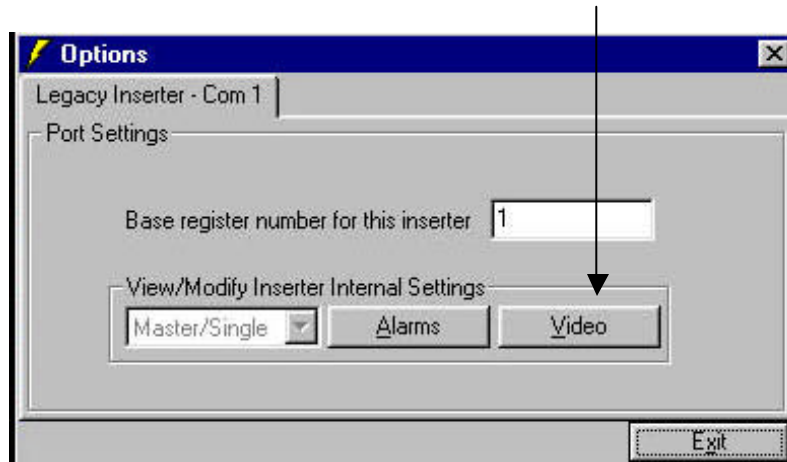 Options
Legacy Inserter - Com 1
Port Settings
Base register number for this inserter 1
View/Modify Inserter Internal Settings
Master/Single Alarms Video
Exit